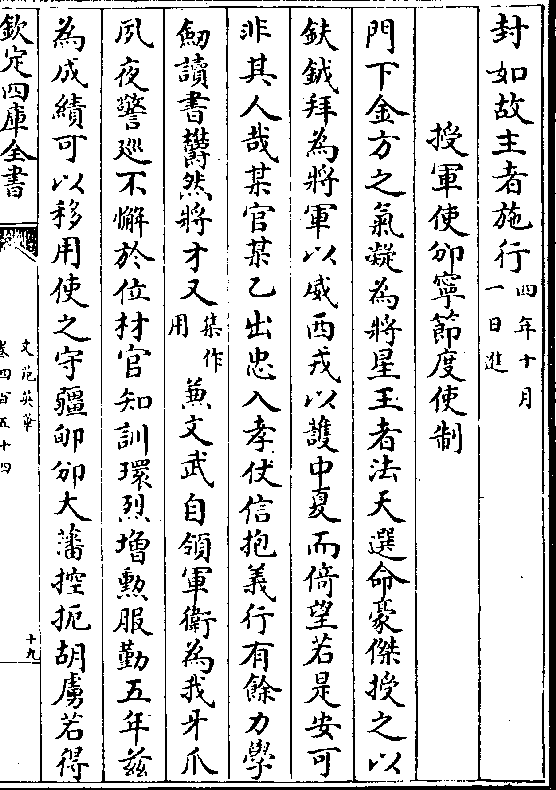 封如故主者施行四年十月一日進
授軍使邠寧節度使制
門下金方之氣凝為將星王者法天選命豪傑授之以
鈇鉞拜為將軍以威西戎以護中夏而倚望若是安可
非其人哉某官某乙出忠入孝仗信抱義行有餘力學
劒讀書欝然將才又集作用兼文武自領軍衛為我牙爪
夙夜警廵不懈於位材官知訓環烈増勲服勤五年兹
為成績可以移用使之守疆邠大藩控扼胡虜若得
欽定四庫全書
文苑英華
卷四百五十四
十九